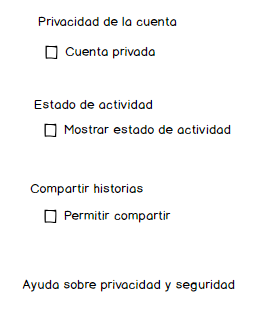 Privacidad de la cuenta
Cuenta privada
Estado de actividad
Mostrar estado de actividad
Compartir historias
Permitir compartir
Ayuda sobre privacidad y seguridad